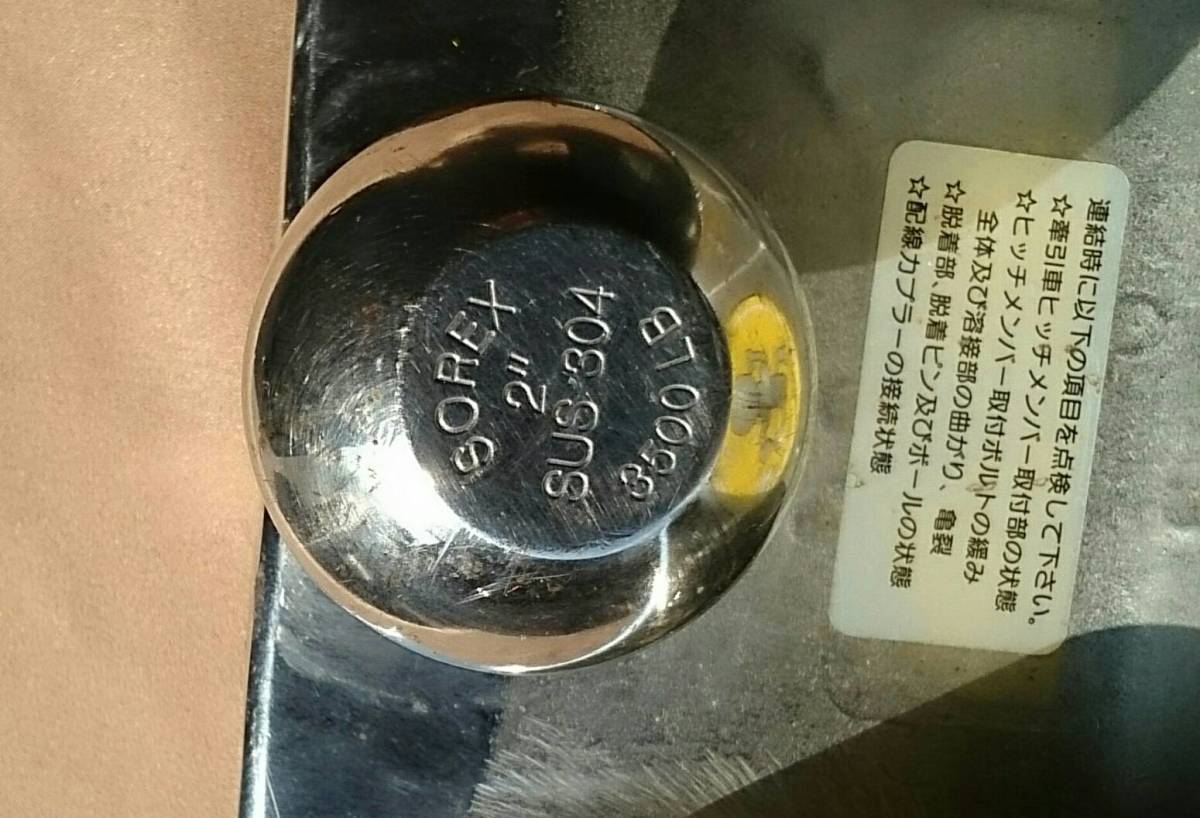 SOREX
2"
SUS-304
3500 LB
連結時に以下の項目を点検して下さい。
☆牽引車ヒッチメンバー取付部の状態
☆ヒッチメンバー取付ボルトの緩み
全体及び溶接部の曲がり、亀裂
☆脱着部、脱着ピン及びボールの状態
☆配線カプラーの接続状態